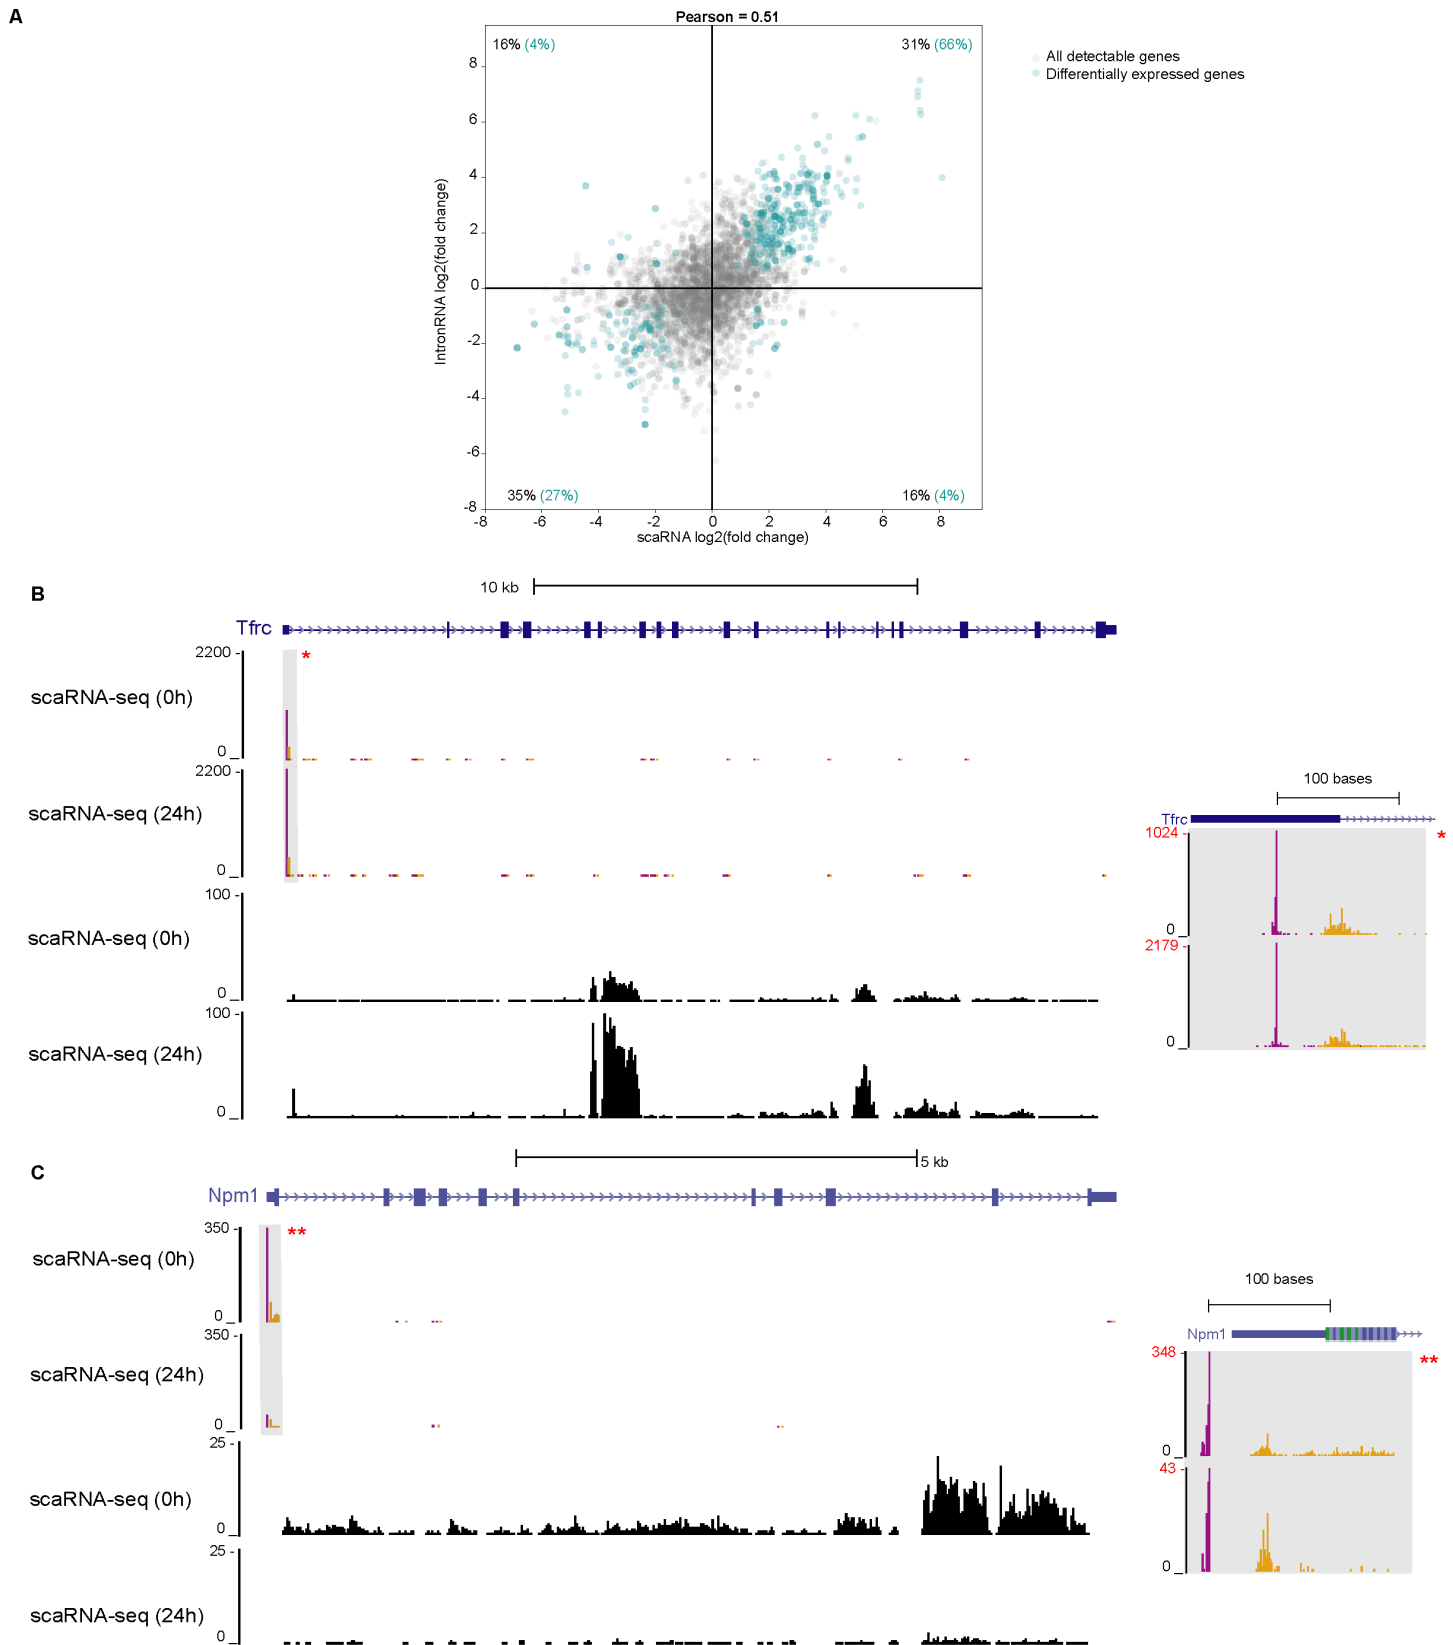 A
Pearson = 0.51
16% (4%)
31% (66%)
All detectable genes
Differentially expressed genes
8
6
4
2
0
-2
-4
-6
-8
IntronRNA log2(fold change)
35% (27%)
16% (4%)
-8 -6 -4 -2 0 2 4 6 8
scaRNA log2(fold change)
B
10 kb
Tfrc
2200
*
scaRNA-seq (0h)
0
2200
scaRNA-seq (24h)
0
100
scaRNA-seq (0h)
0
100
scaRNA-seq (24h)
0
100 bases
Tfrc
1024
*
0
2179
0
C
5 kb
Npm1
350
**
scaRNA-seq (0h)
0
350
scaRNA-seq (24h)
0
25
scaRNA-seq (0h)
0
25
scaRNA-seq (24h)
0
100 bases
Npm1
348
**
0
43
0